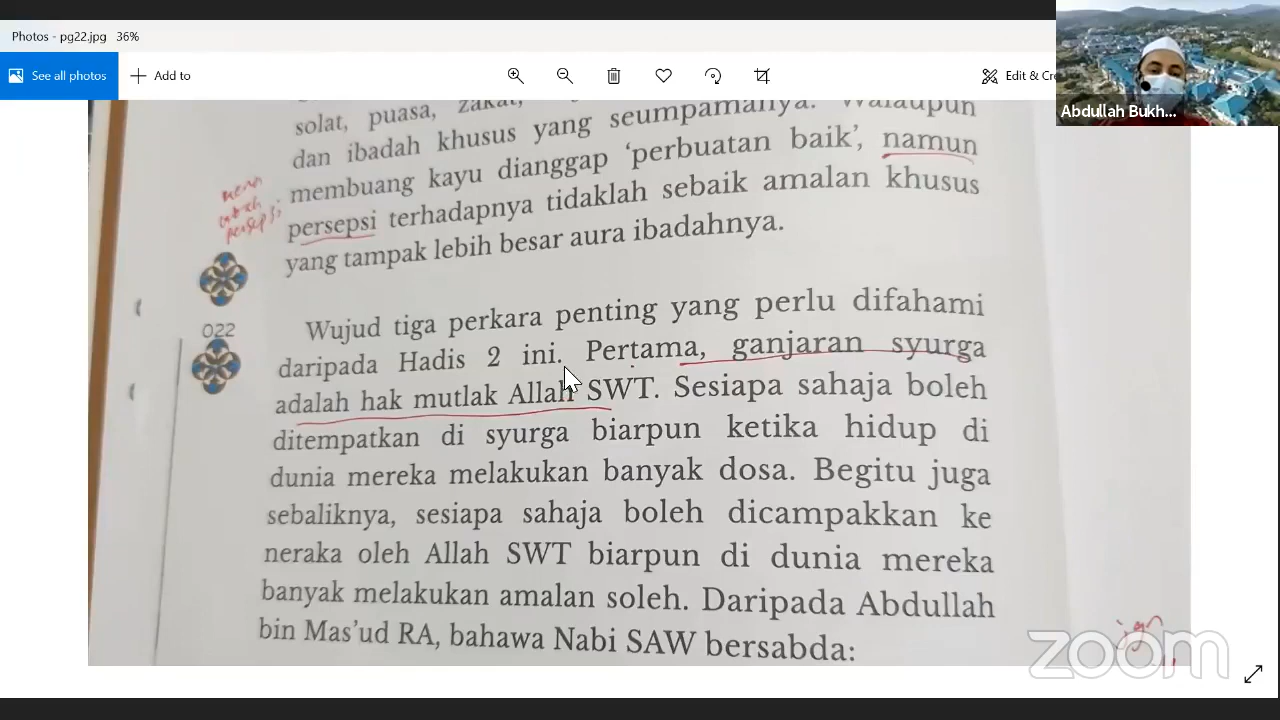 Photos - pg22.jpg 36%
See all photos
Add to
Edit & Cre
Abdullah Bukh...
solat, puasa, zakat,
dan ibadah khusus yang seumpamanya. Walaupun
membuang kayu dianggap 'perbuatan baik', namun
persepsi terhadapnya tidaklah sebaik amalan khusus
yang tampak lebih besar aura ibadahnya.
persepsi
022
Wujud tiga perkara penting yang perlu difahami
daripada Hadis 2 ini. Pertama, ganjaran syurga
adalah hak mutlak Allah SWT. Sesiapa sahaja boleh
ditempatkan di syurga biarpun ketika hidup di
dunia mereka melakukan banyak dosa. Begitu juga
sebaliknya, sesiapa sahaja boleh dicampakkan ke
neraka oleh Allah SWT biarpun di dunia mereka
banyak melakukan amalan soleh. Daripada Abdullah
bin Mas'ud RA, bahawa Nabi SAW bersabda:
jgn
zoom